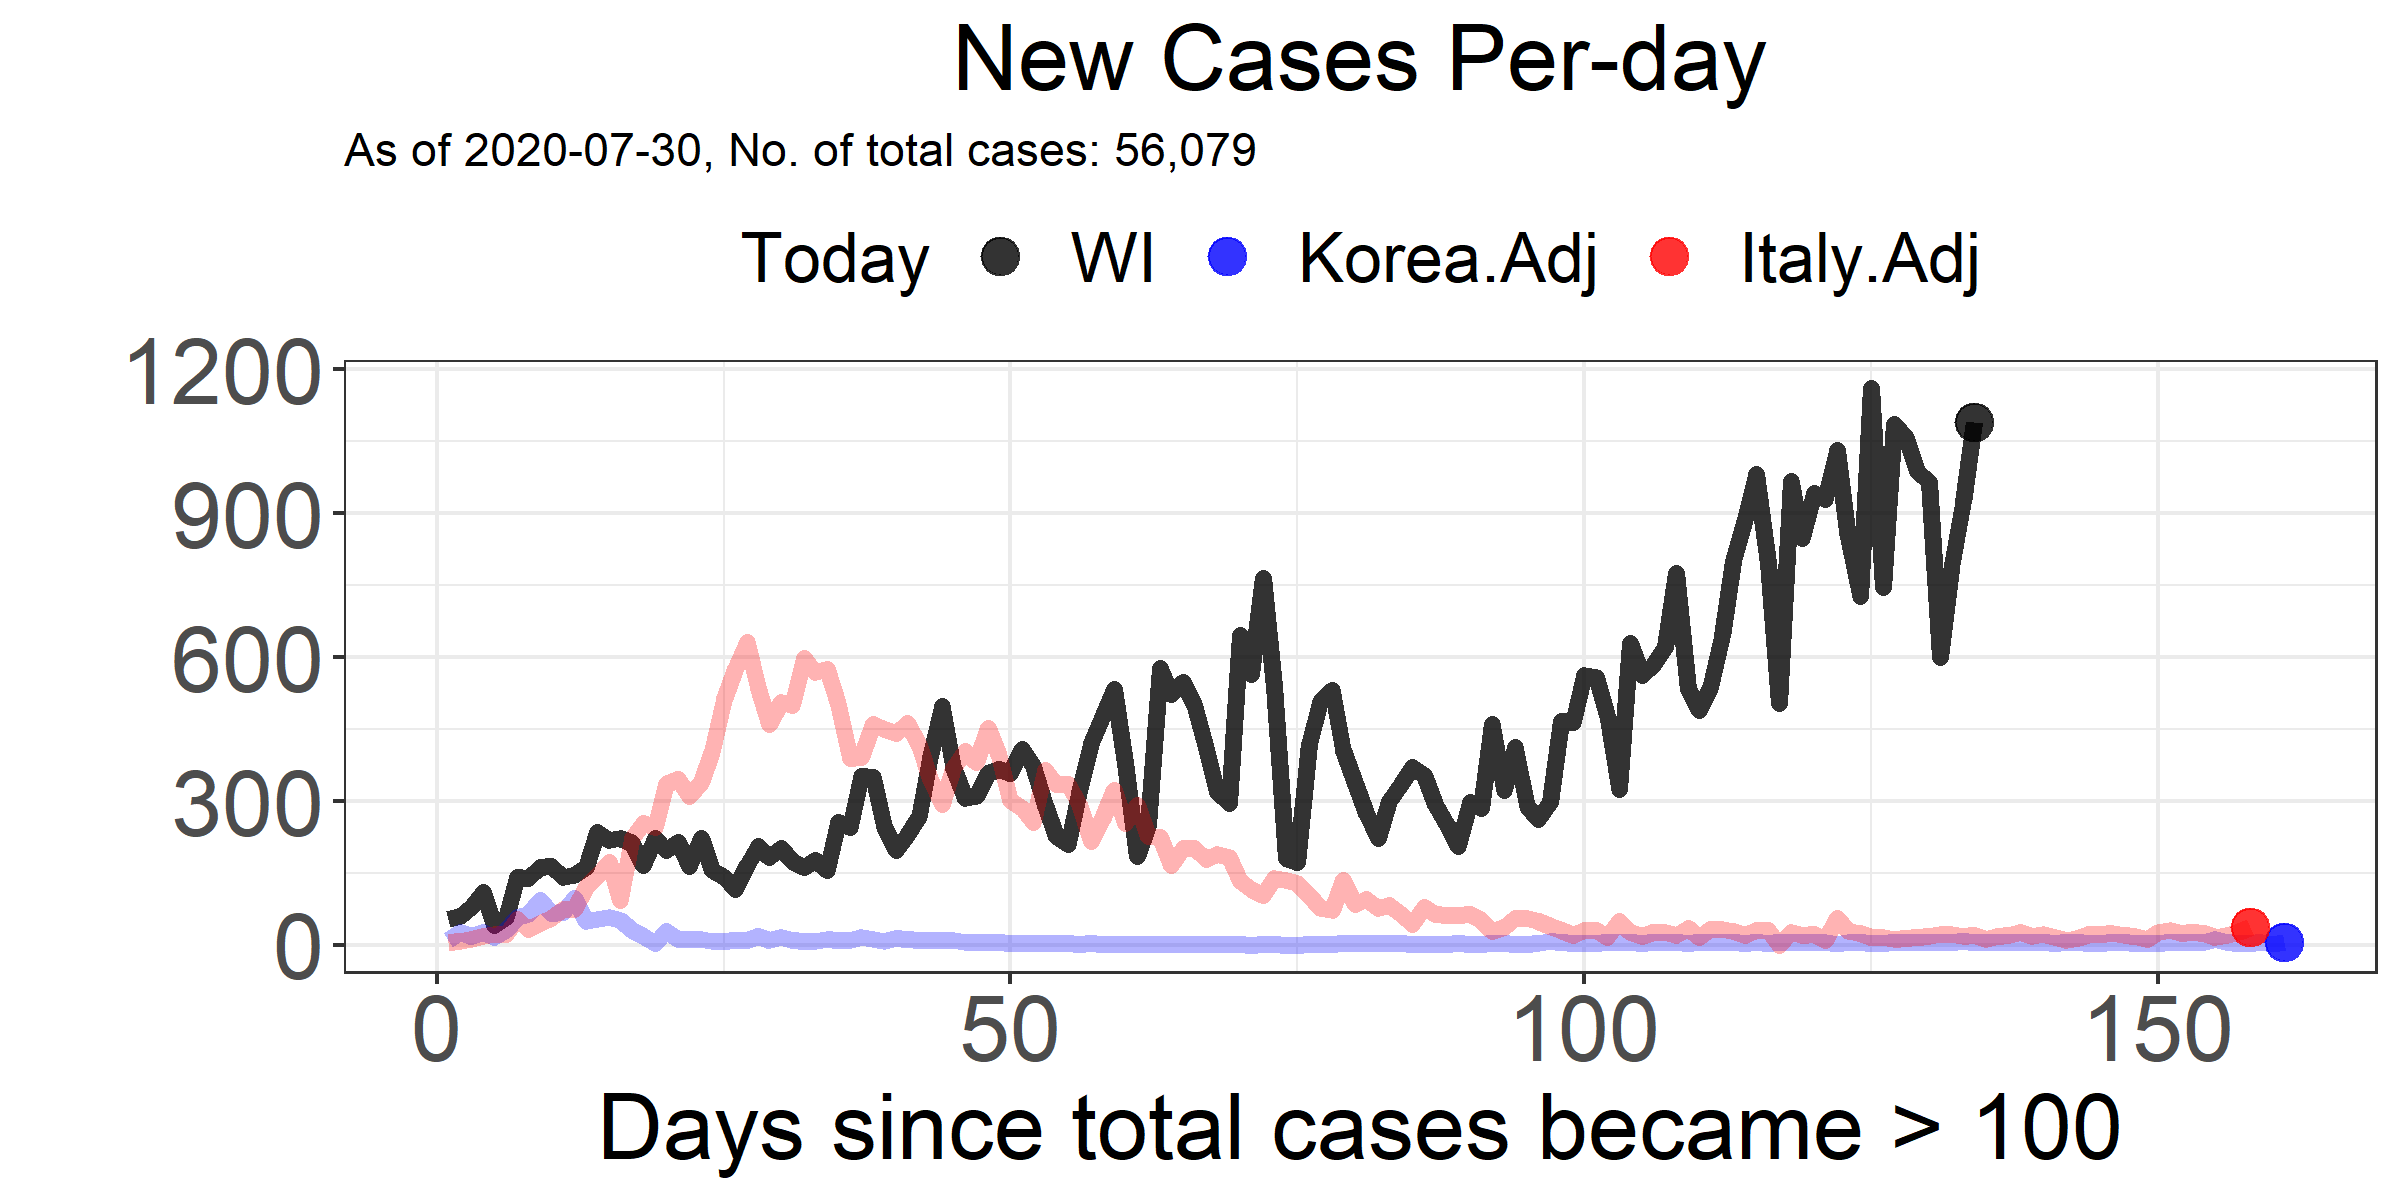 New Cases Per-day
As of 2020-07-30, No. of total cases: 56,079
Today WI Korea.Adj Italy.Adj
1200
900
600
300
0
0 50 100 150
Days since total cases became > 100